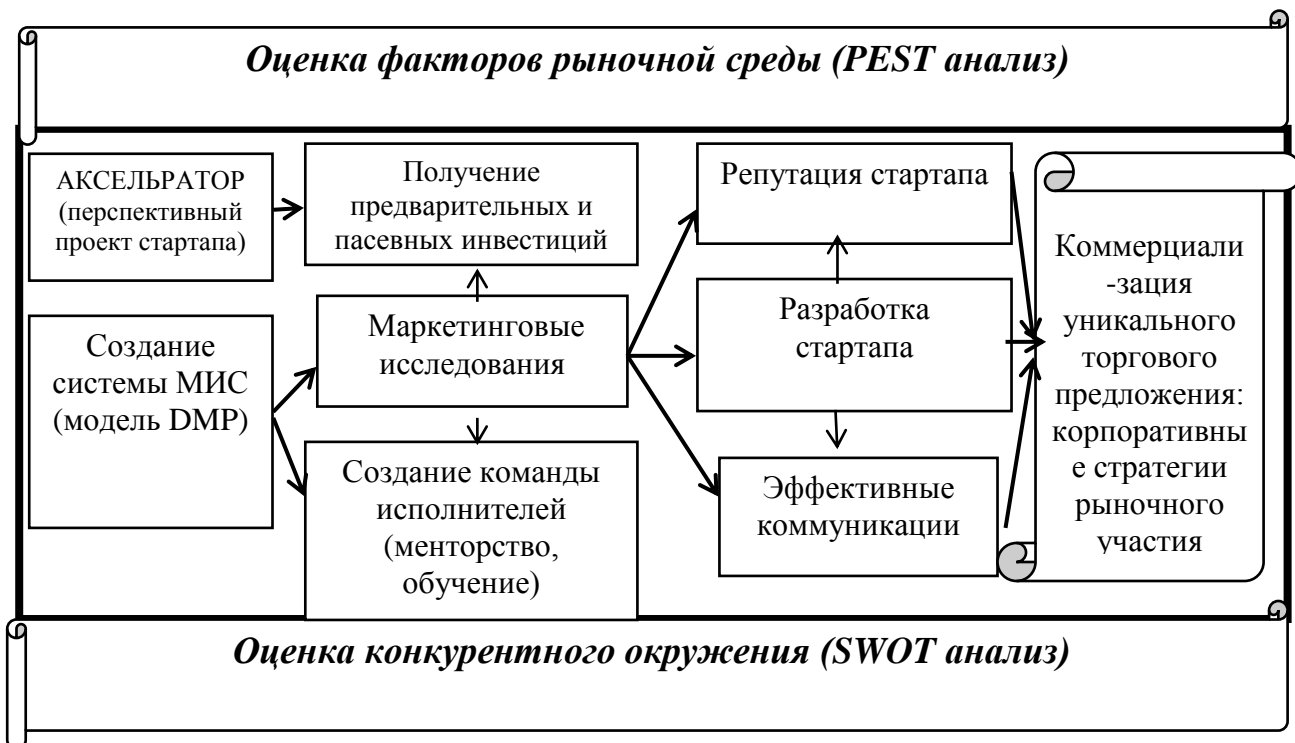 Оценка факторов рыночной среды (PEST анализ)
АКСЕЛЬРАТОР
(перспективный
проект стартапа)
Получение
предварительных и
пасевных инвестиций
Репутация стартапа
Создание
системы МИС
(модель DMP)
Маркетинговые
исследования
Разработка
стартапа
Создание команды
исполнителей
(менторство,
обучение)
Эффективные
коммуникации
Коммерциали
-зация
уникального
торгового
предложения:
корпоративны
е стратегии
рыночного
участия
Оценка конкурентного окружения (SWOT анализ)